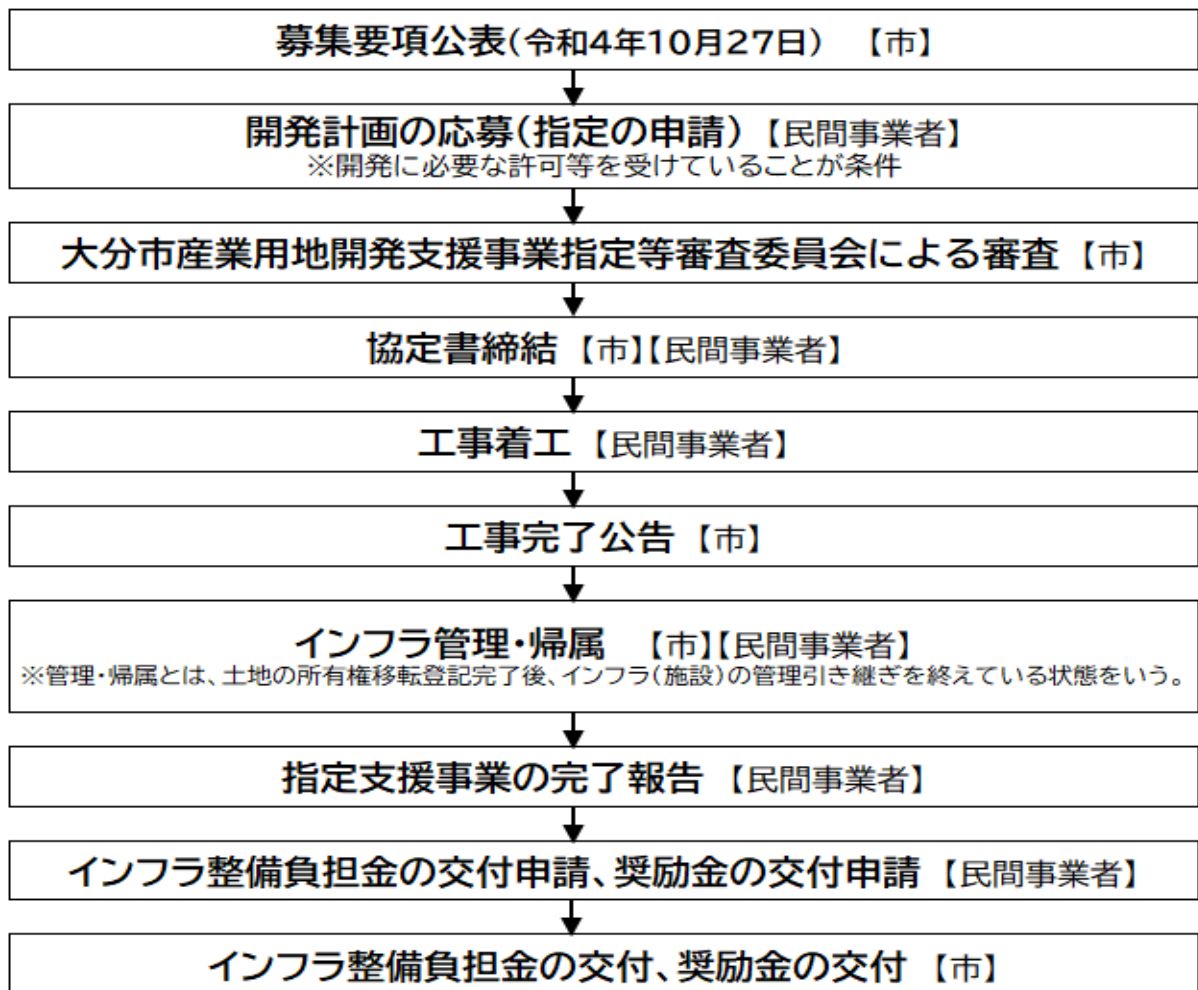 募集要項公表(令和4年10月27日) 【市】
開発計画の応募(指定の申請) 【民間事業者】
※開発に必要な許可等を受けていることが条件
大分市産業用地開発支援事業指定等審査委員会による審査 【市】
協定書締結 【市】【民間事業者】
工事着工 【民間事業者】
工事完了公告 【市】
インフラ管理・帰属 【市】【民間事業者】
※管理・帰属とは、土地の所有権移転登記完了後、インフラ(施設)の管理引き継ぎを終えている状態をいう。
指定支援事業の完了報告 【民間事業者】
インフラ整備負担金の交付申請、奨励金の交付申請 【民間事業者】
インフラ整備負担金の交付、奨励金の交付 【市】